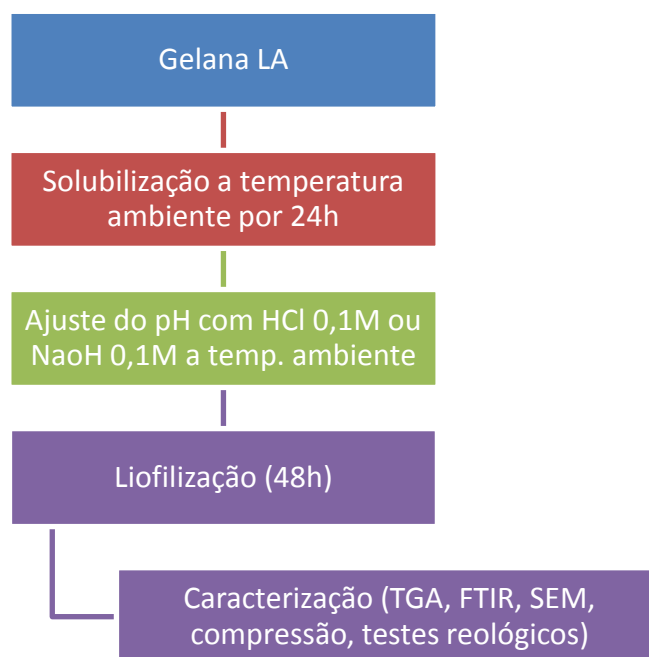 Gelana LA
Solubilização a temperatura
ambiente por 24h
Ajuste do pH com HCl 0,1M ou
NaoH 0,1M a temp. ambiente
Liofilização (48h)
Caracterização (TGA, FTIR, SEM,
compressão, testes reológicos)